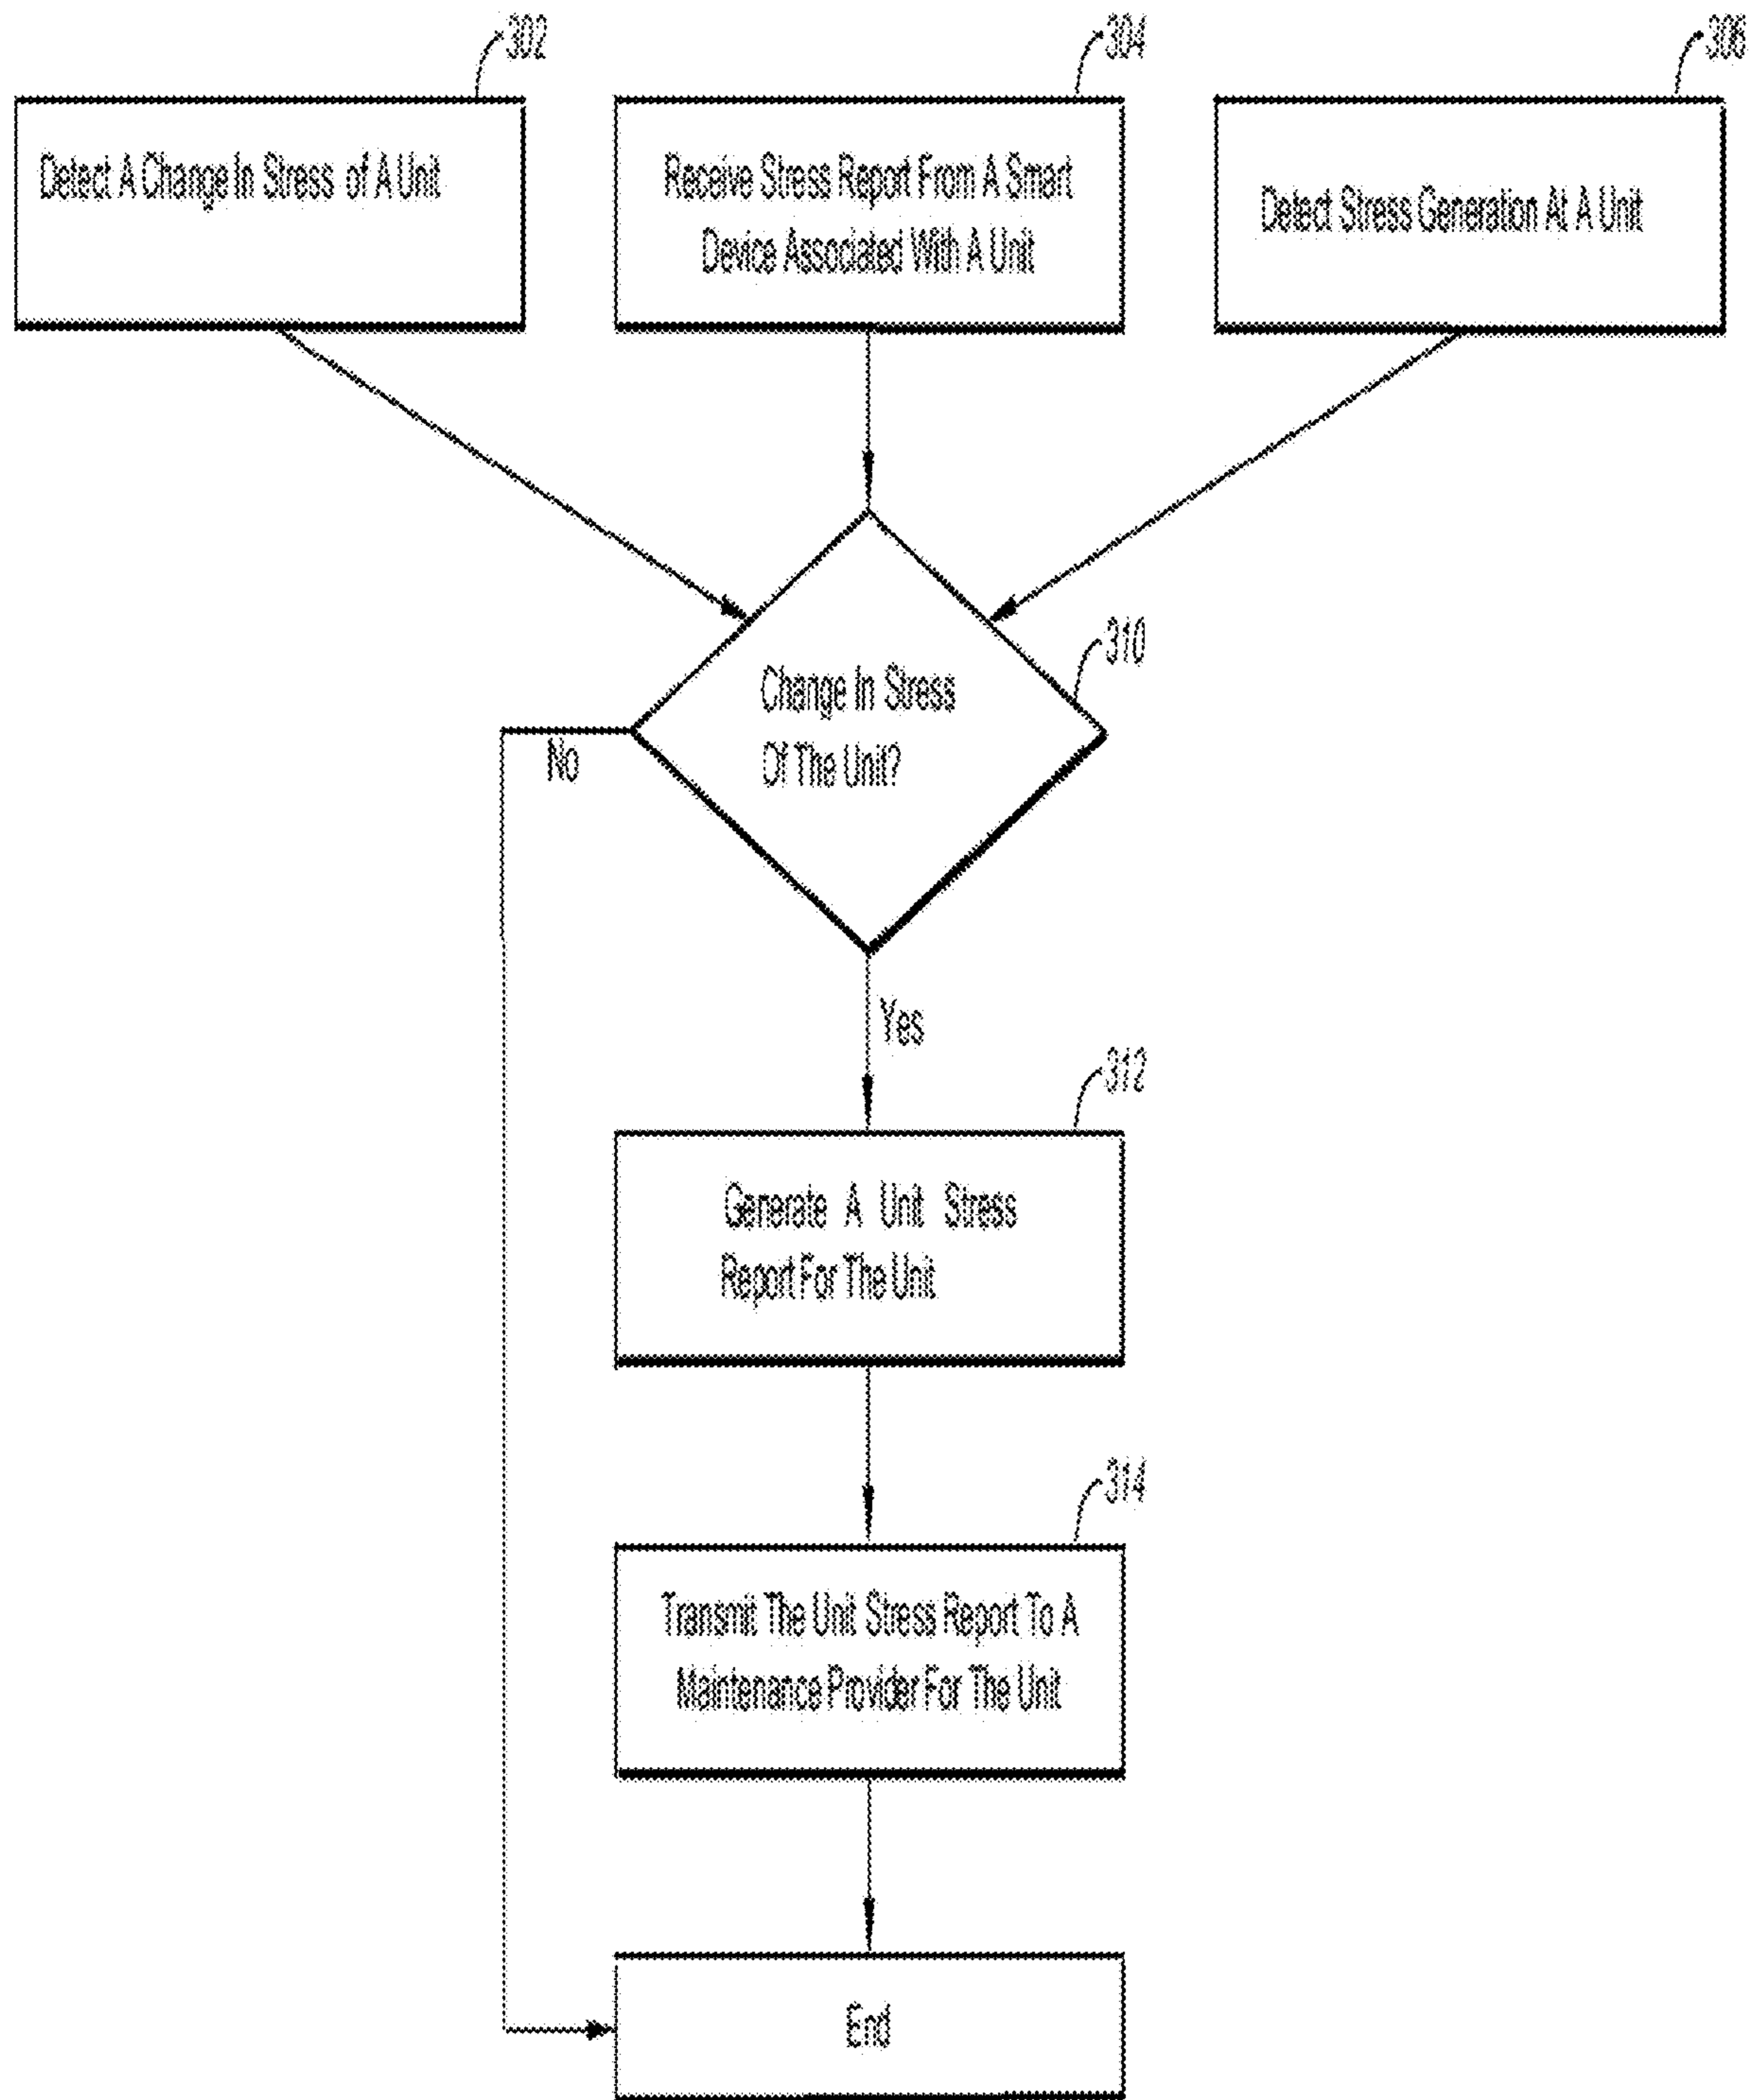 302
304
306
Detect A Change In Stress of A Unit
Receive Stress Report From A Smart
Device Associated With A Unit
Detect Stress Generation At A Unit
310
Change In Stress
Of The Unit?
No
Yes
312
Generate A Unit Stress
Report For The Unit
314
Transmit The Unit Stress Report To A
Maintenance Provider For The Unit
End